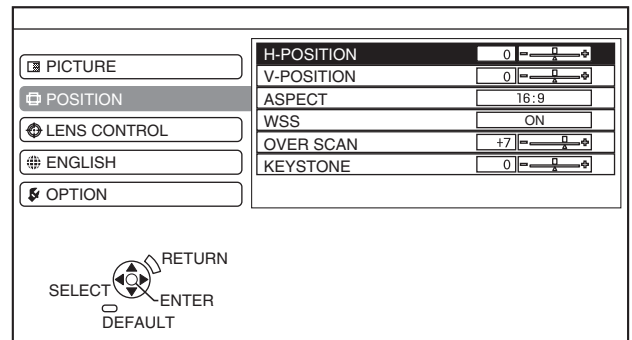 PICTURE
POSITION
LENS CONTROL
ENGLISH
OPTION
H-POSITION 0
V-POSITION 0
ASPECT 16:9
WSS ON
OVER SCAN +7
KEYSTONE 0
RETURN
SELECT
ENTER
DEFAULT